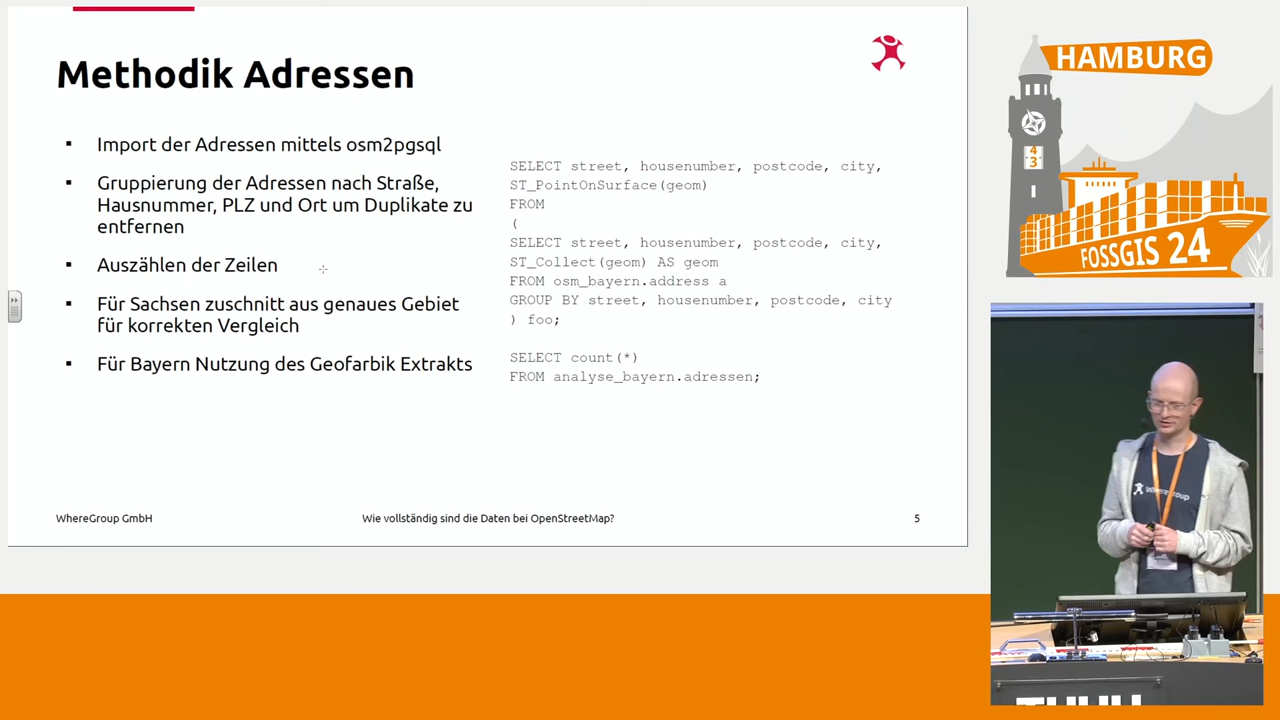 Methodik Adressen
Import der Adressen mittels osm2pgsql
Gruppierung der Adressen nach Straße,
Hausnummer, PLZ und Ort um Duplikate zu
entfernen
Auszählen der Zeilen
Für Sachsen zuschnitt aus genaues Gebiet
für korrekten Vergleich
Für Bayern Nutzung des Geofarbik Extrakts
SELECT street, housenumber, postcode, city,
ST_PointOnSurface(geom)
FROM
(
SELECT street, housenumber, postcode, city,
ST_Collect(geom) AS geom
FROM osm_bayern.address a
GROUP BY street, housenumber, postcode, city
) foo;
SELECT count(*)
FROM analyse_bayern.adressen;
WhereGroup GmbH
Wie vollständig sind die Daten bei OpenStreetMap?
5
HAMBURG
4
3
FOSSGIS 24
WhereGroup